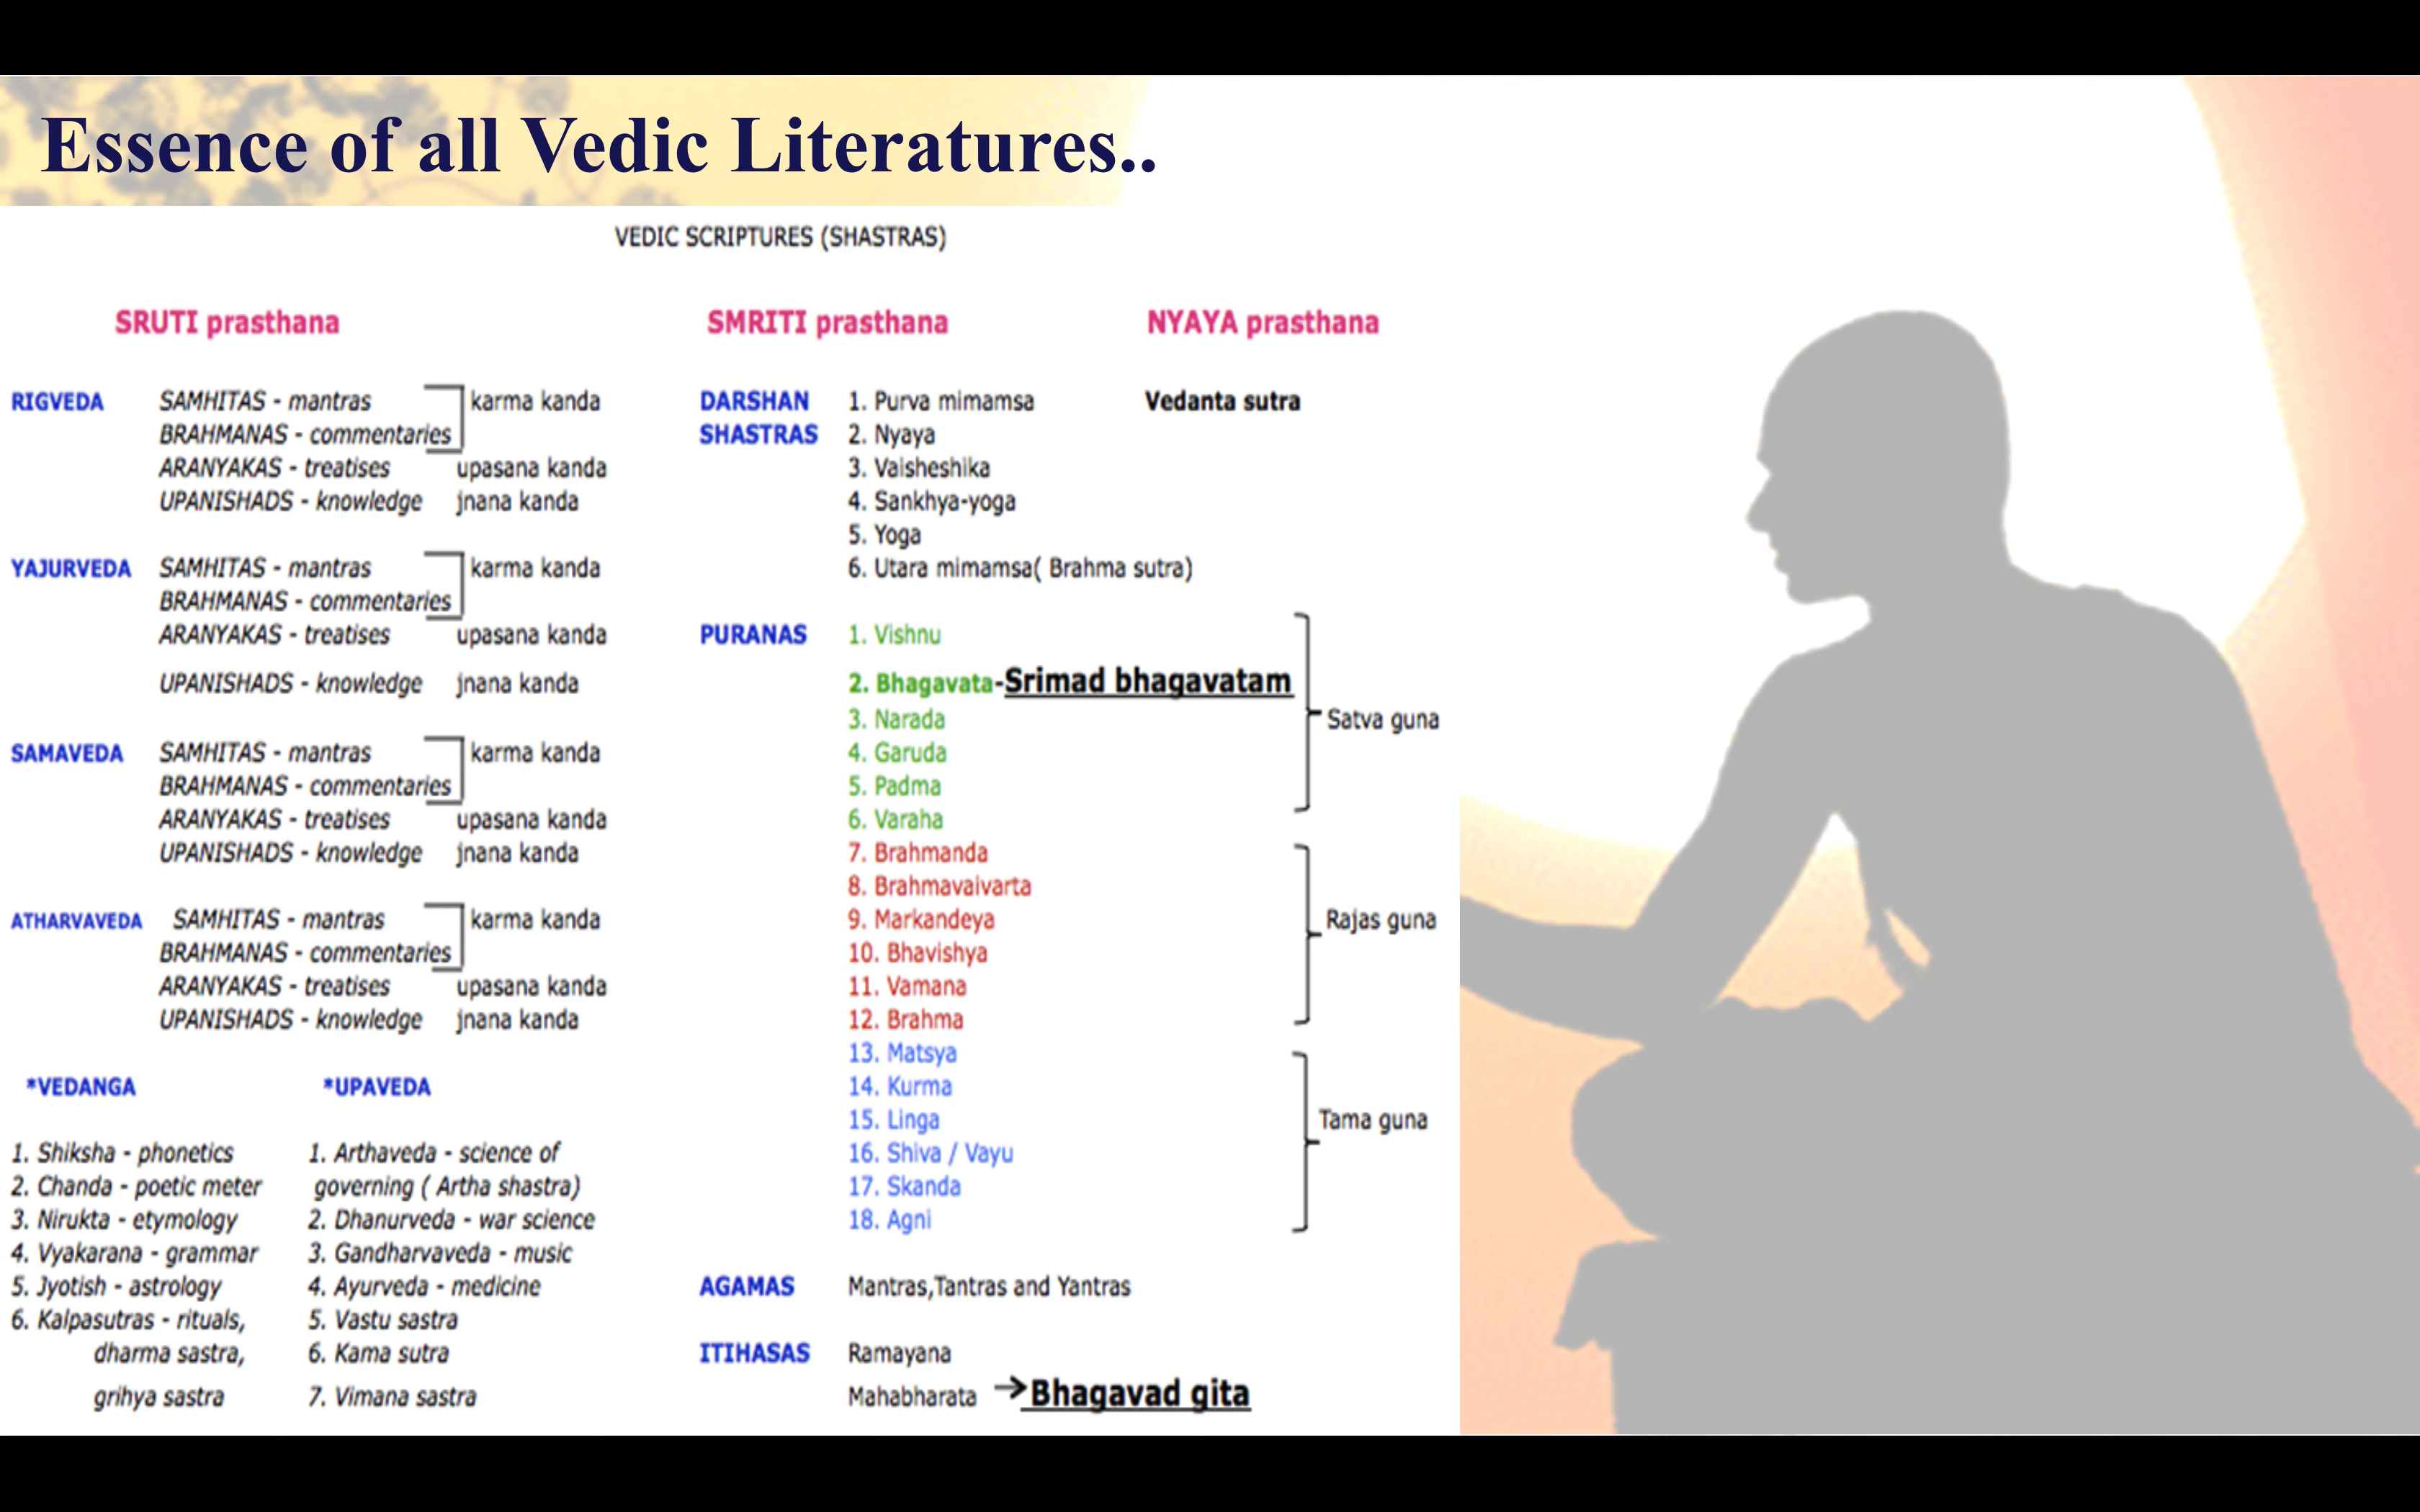 Essence of all Vedic Literatures..
VEDIC SCRIPTURES (SHASTRAS)
SRUTI prasthana
RIGVEDA SAMHITAS - mantras karma kanda
BRAHMANAS - commentaries
ARANYAKAS - treatises upasana kanda
UPANISHADS - knowledge jnana kanda
YAJURVEDA SAMHITAS - mantras karma kanda
BRAHMANAS - commentaries
ARANYAKAS - treatises upasana kanda
UPANISHADS - knowledge jnana kanda
SAMAVEDA SAMHITAS - mantras karma kanda
BRAHMANAS - commentaries
ARANYAKAS - treatises upasana kanda
UPANISHADS - knowledge jnana kanda
ATHARVAVEDA SAMHITAS - mantras karma kanda
BRAHMANAS - commentaries
ARANYAKAS - treatises upasana kanda
UPANISHADS - knowledge jnana kanda
*VEDANGA
1. Shiksha - phonetics
2. Chanda - poetic meter
3. Nirukta - etymology
4. Vyakarana - grammar
5. Jyotish - astrology
6. Kalpasutras - rituals,
dharma sastra,
grihya sastra
*UPAVEDA
1. Arthaveda - science of
governing ( Artha shastra)
2. Dhanurveda - war science
3. Gandharvaveda - music
4. Ayurveda - medicine
5. Vastu sastra
6. Kama sutra
7. Vimana sastra
SMRITI prasthana
DARSHAN 1. Purva mimamsa
SHASTRAS 2. Nyaya
3. Vaisheshika
4. Sankhya-yoga
5. Yoga
6. Utara mimamsa( Brahma sutra)
PURANAS 1. Vishnu
2. Bhagavata-Srimad bhagavatam
3. Narada
4. Garuda
5. Padma
6. Varaha
Satva guna
7. Brahmanda
8. Brahmavaivarta
9. Markandeya
10. Bhavishya
11. Vamana
12. Brahma
Rajas guna
13. Matsya
14. Kurma
15. Linga
16. Shiva / Vayu
17. Skanda
18. Agni
Tama guna
AGAMAS Mantras,Tantras and Yantras
ITIHASAS Ramayana
Mahabharata → Bhagavad gita
NYAYA prasthana
Vedanta sutra